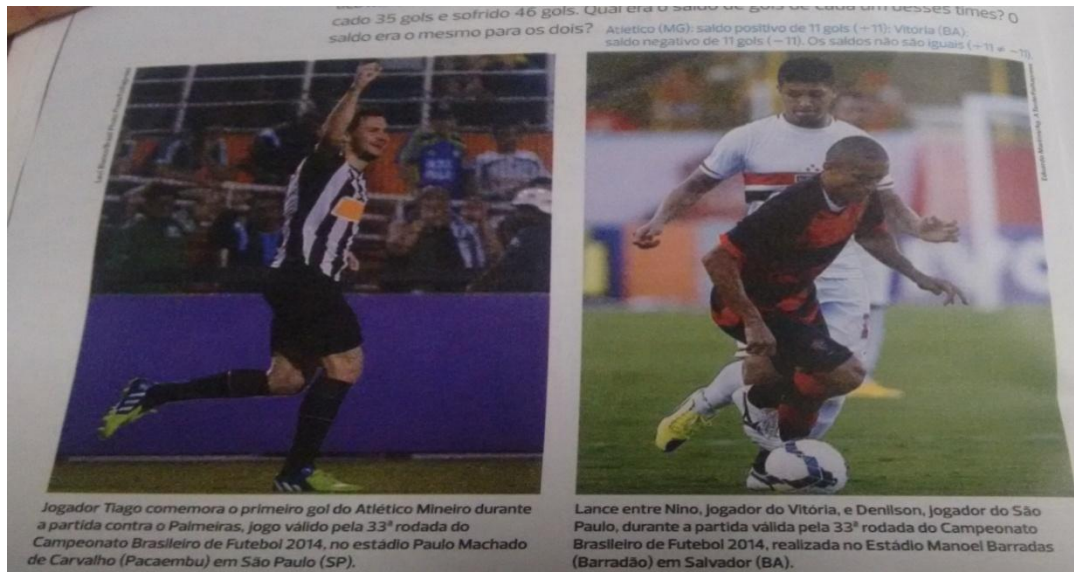 cado 35 gols e sofrido 46 gols. Qual era o saldo de gols de cada um desses times? O
saldo era o mesmo para os dois?
Atlético (MG): saldo positivo de 11 gols (+11); Vitória (BA):
saldo negativo de 11 gols (−11). Os saldos não são iguais (+11 ≠ −11).
Jogador Tiago comemora o primeiro gol do Atlético Mineiro durante
a partida contra o Palmeiras, jogo válido pela 33ª rodada do
Campeonato Brasileiro de Futebol 2014, no estádio Paulo Machado
de Carvalho (Pacaembu) em São Paulo (SP).
Lance entre Nino, jogador do Vitória, e Denilson, jogador do São
Paulo, durante a partida válida pela 33ª rodada do Campeonato
Brasileiro de Futebol 2014, realizada no Estádio Manoel Barradas
(Barradão) em Salvador (BA).